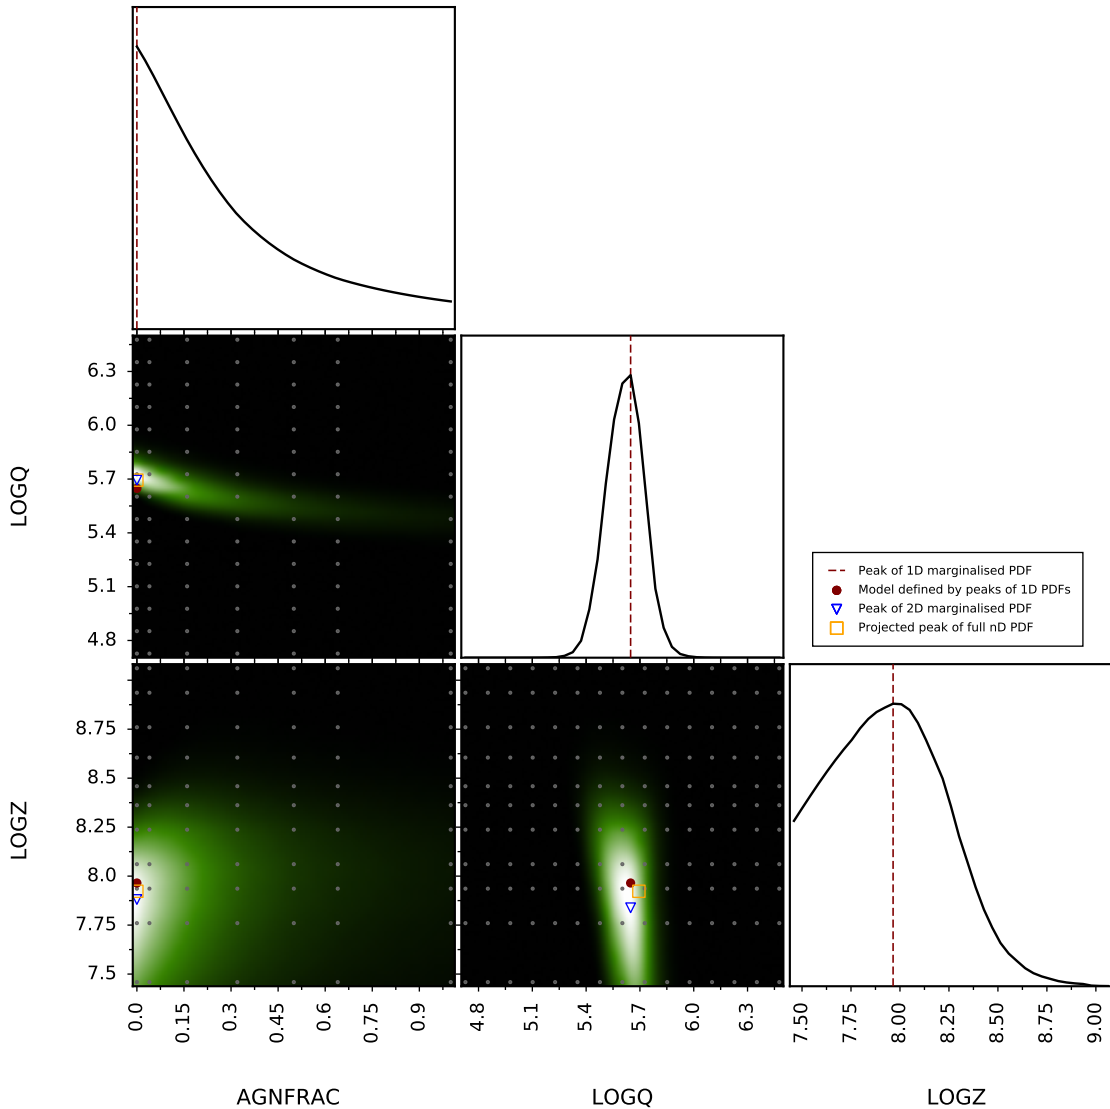 LOGQ
6.3
6.0
5.7
5.4
5.1
4.8
Peak of 1D marginalised PDF
Model defined by peaks of 1D PDFs
Peak of 2D marginalised PDF
Projected peak of full nD PDF
LOGZ
8.75
8.5
8.25
8.0
7.75
7.5
0.0 0.15 0.3 0.45 0.6 0.75 0.9
4.8 5.1 5.4 5.7 6.0 6.3
7.50 7.75 8.00 8.25 8.50 8.75 9.00
AGNFRAC
LOGQ
LOGZ